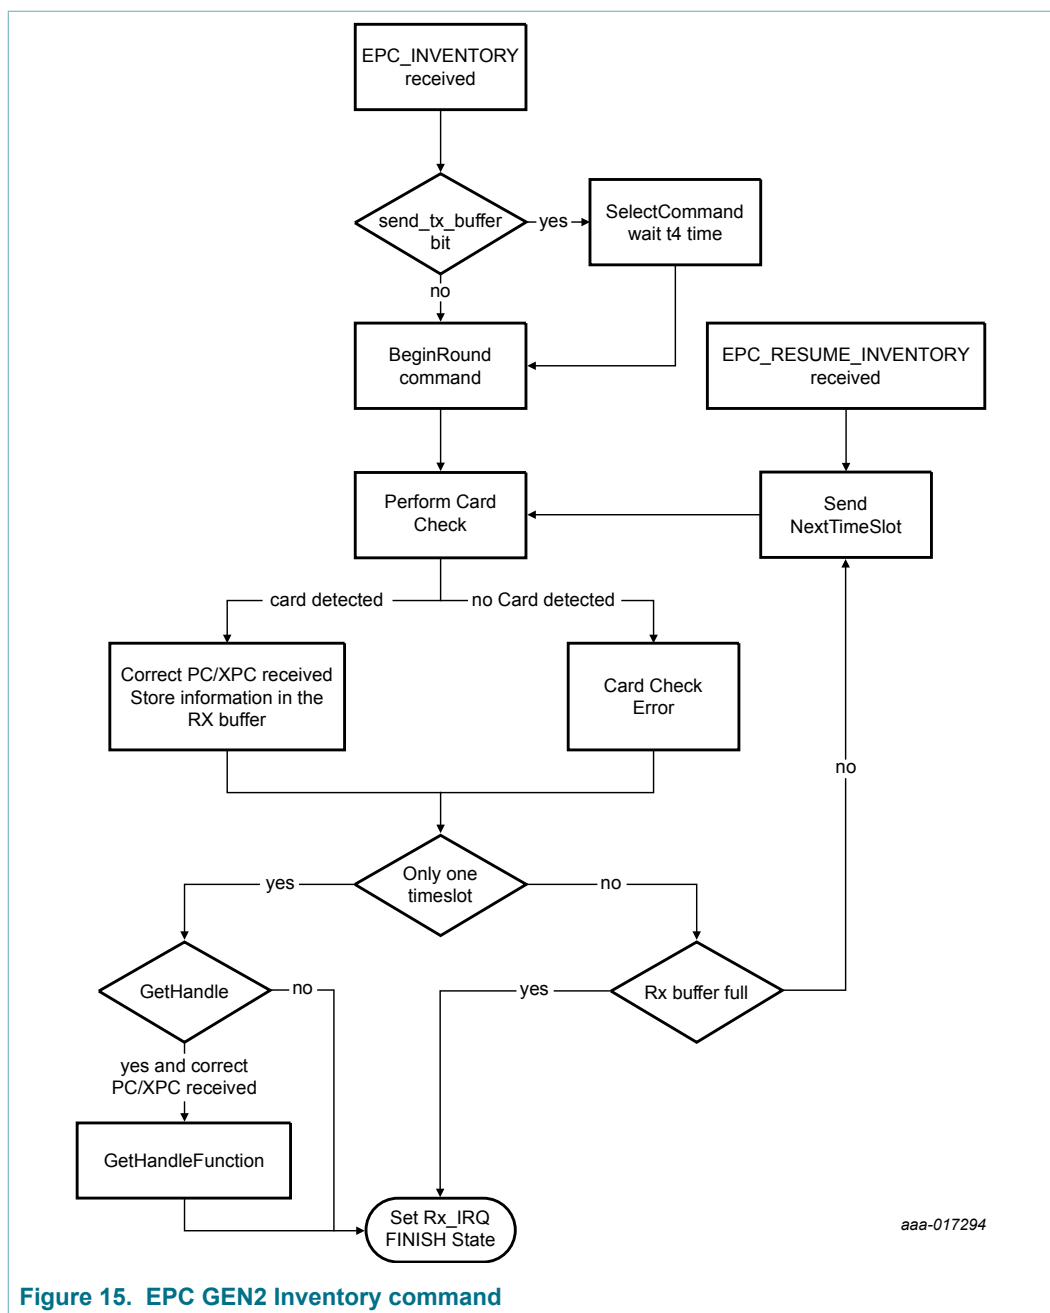 EPC_INVENTORY
received
send_tx_buffer
bit
yes
SelectCommand
wait t4 time
no
BeginRound
command
EPC_RESUME_INVENTORY
received
Perform Card
Check
Send
NextTimeSlot
card detected
no Card detected
Correct PC/XPC received
Store information in the
RX buffer
Card Check
Error
no
Only one
timeslot
yes
no
GetHandle
no
yes
Rx buffer full
yes and correct
PC/XPC received
GetHandleFunction
Set Rx_IRQ
FINISH State
aaa-017294
Figure 15. EPC GEN2 Inventory command